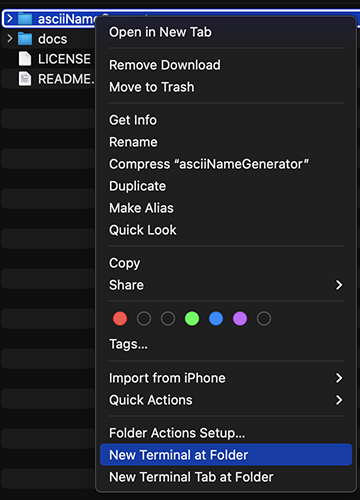 asciiNameGenerator
Open in New Tab
docs
Remove Download
LICENSE
README.
Move to Trash
Get Info
Rename
Compress “asciiNameGenerator”
Duplicate
Make Alias
Quick Look
Copy
Share
Tags...
Import from iPhone
Quick Actions
Folder Actions Setup...
New Terminal at Folder
New Terminal Tab at Folder